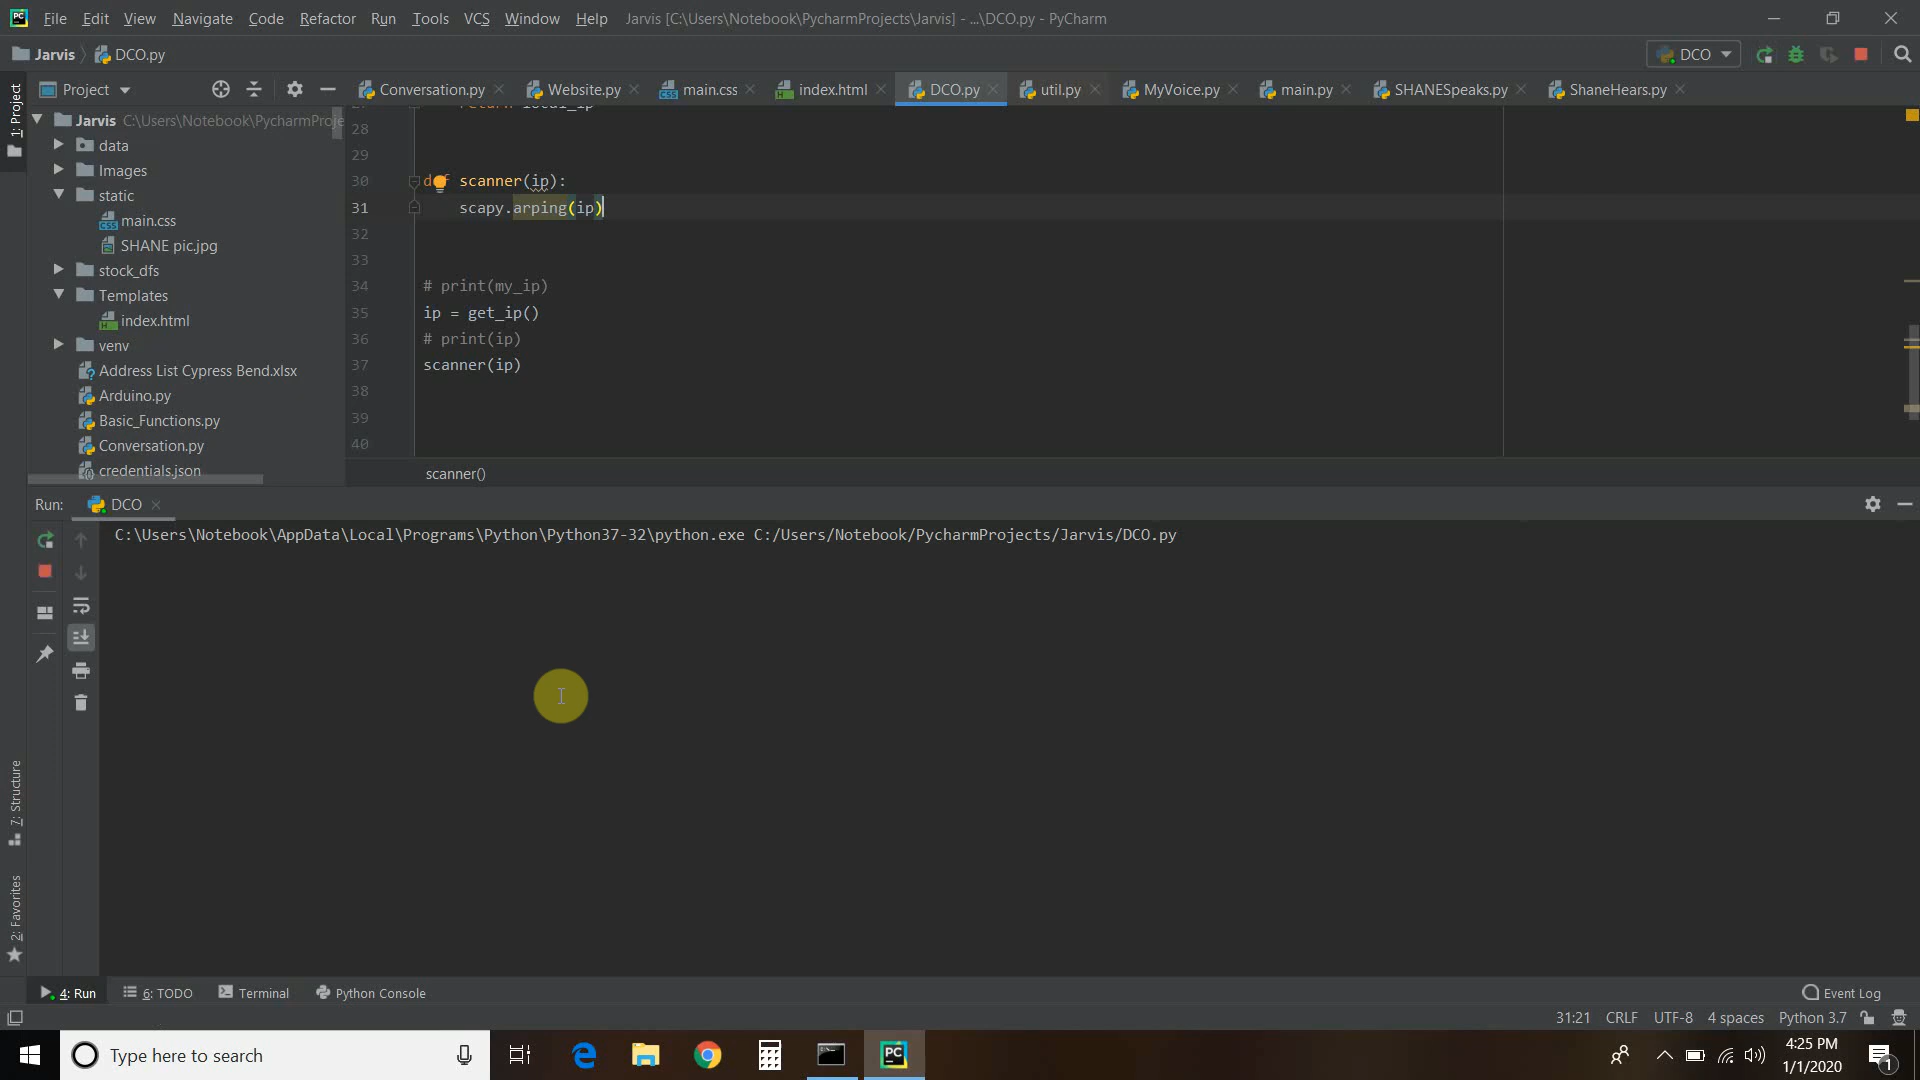 File Edit View Navigate Code Refactor Run Tools VCS Window Help Jarvis [C:\Users\Notebook\PycharmProjects\Jarvis] - ...\DCO.py - PyCharm
Jarvis DCO.py DCO
Project Conversation.py Website.py main.css index.html DCO.py util.py MyVoice.py main.py SHANESpeaks.py ShaneHears.py
1: Project
Jarvis C:\Users\Notebook\PycharmProje
data
Images
static
main.css
SHANE pic.jpg
stock_dfs
Templates
index.html
venv
Address List Cypress Bend.xlsx
Arduino.py
Basic_Functions.py
Conversation.py
credentials.json
return local_ip
28
29
30 def scanner(ip):
31 scapy.arping(ip)
32
33
34 # print(my_ip)
35 ip = get_ip()
36 # print(ip)
37 scanner(ip)
38
39
40
scanner()
Run: DCO
C:\Users\Notebook\AppData\Local\Programs\Python\Python37-32\python.exe C:/Users/Notebook/PycharmProjects/Jarvis/DCO.py
7: Structure
2: Favorites
4: Run 6: TODO Terminal Python Console Event Log
31:21 CRLF UTF-8 4 spaces Python 3.7
Type here to search
4:25 PM
1/1/2020
1